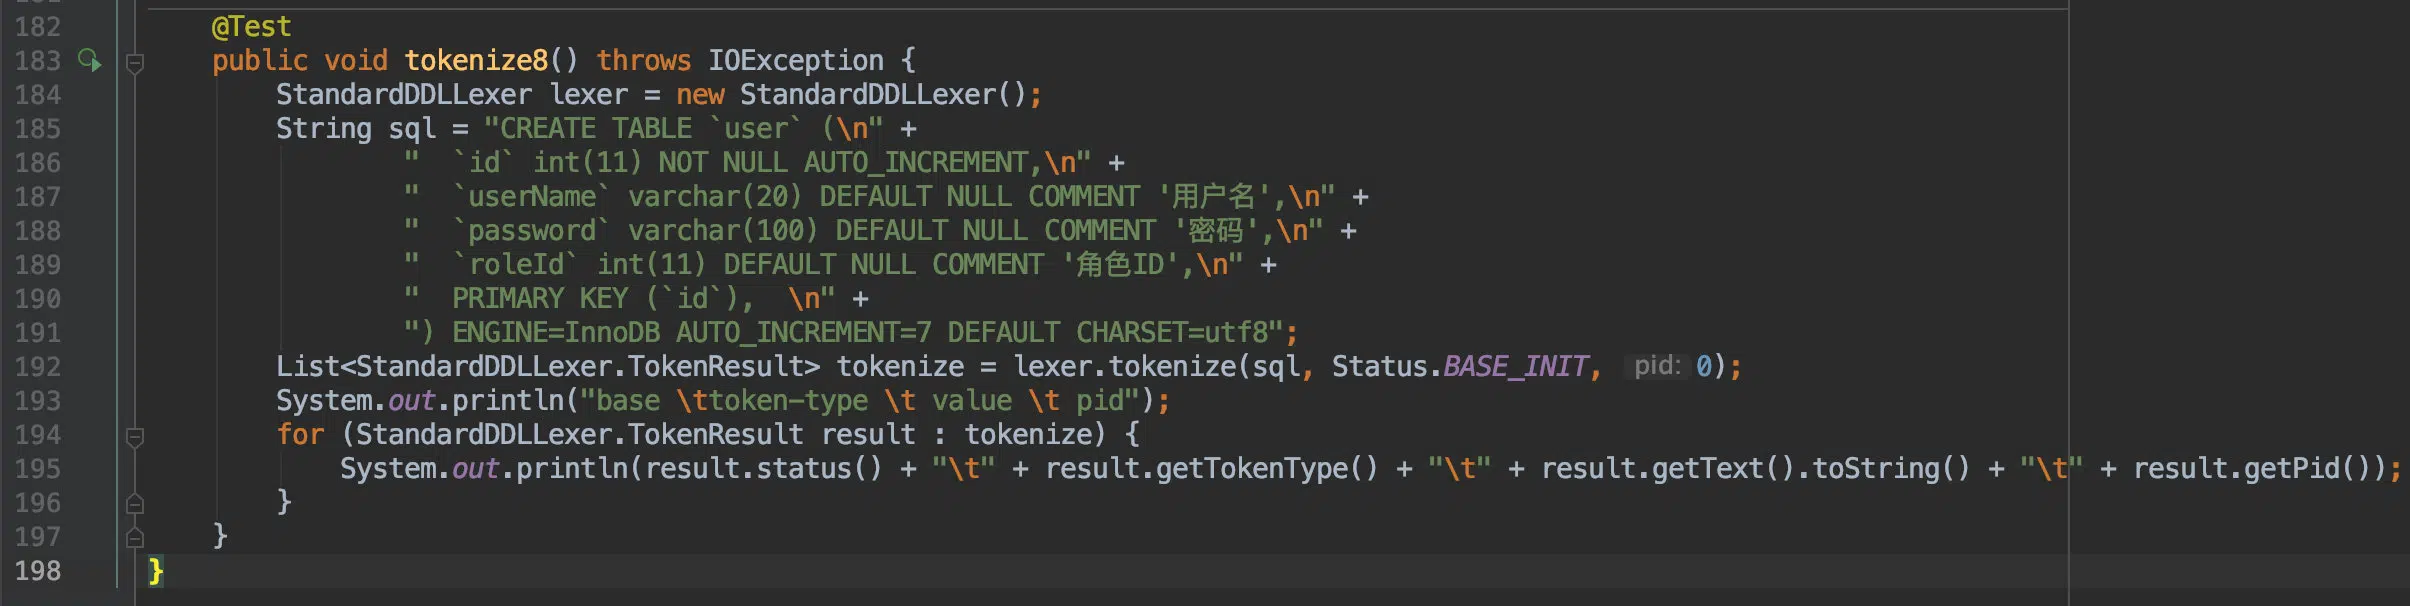 182 @Test
183 public void tokenize8() throws IOException {
184 StandardDDLLexer lexer = new StandardDDLLexer();
185 String sql = "CREATE TABLE `user` (\n" +
186 "  `id` int(11) NOT NULL AUTO_INCREMENT,\n" +
187 "  `userName` varchar(20) DEFAULT NULL COMMENT '用户名',\n" +
188 "  `password` varchar(100) DEFAULT NULL COMMENT '密码',\n" +
189 "  `roleId` int(11) DEFAULT NULL COMMENT '角色ID',\n" +
190 "  PRIMARY KEY (`id`),  \n" +
191 ") ENGINE=InnoDB AUTO_INCREMENT=7 DEFAULT CHARSET=utf8";
192 List<StandardDDLLexer.TokenResult> tokenize = lexer.tokenize(sql, Status.BASE_INIT, pid: 0);
193 System.out.println("base \ttoken-type \t value \t pid");
194 for (StandardDDLLexer.TokenResult result : tokenize) {
195 System.out.println(result.status() + "\t" + result.getTokenType() + "\t" + result.getText().toString() + "\t" + result.getPid());
196 }
197 }
198 }